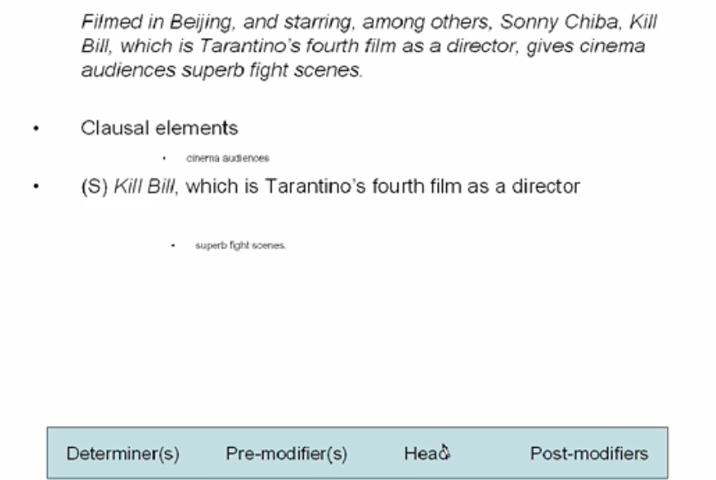 Filmed in Beijing, and starring, among others, Sonny Chiba, Kill
Bill, which is Tarantino's fourth film as a director, gives cinema
audiences superb fight scenes.
• Clausal elements
• cinema audiences
• (S) Kill Bill, which is Tarantino's fourth film as a director
• superb fight scenes.
Determiner(s) Pre-modifier(s) Head Post-modifiers